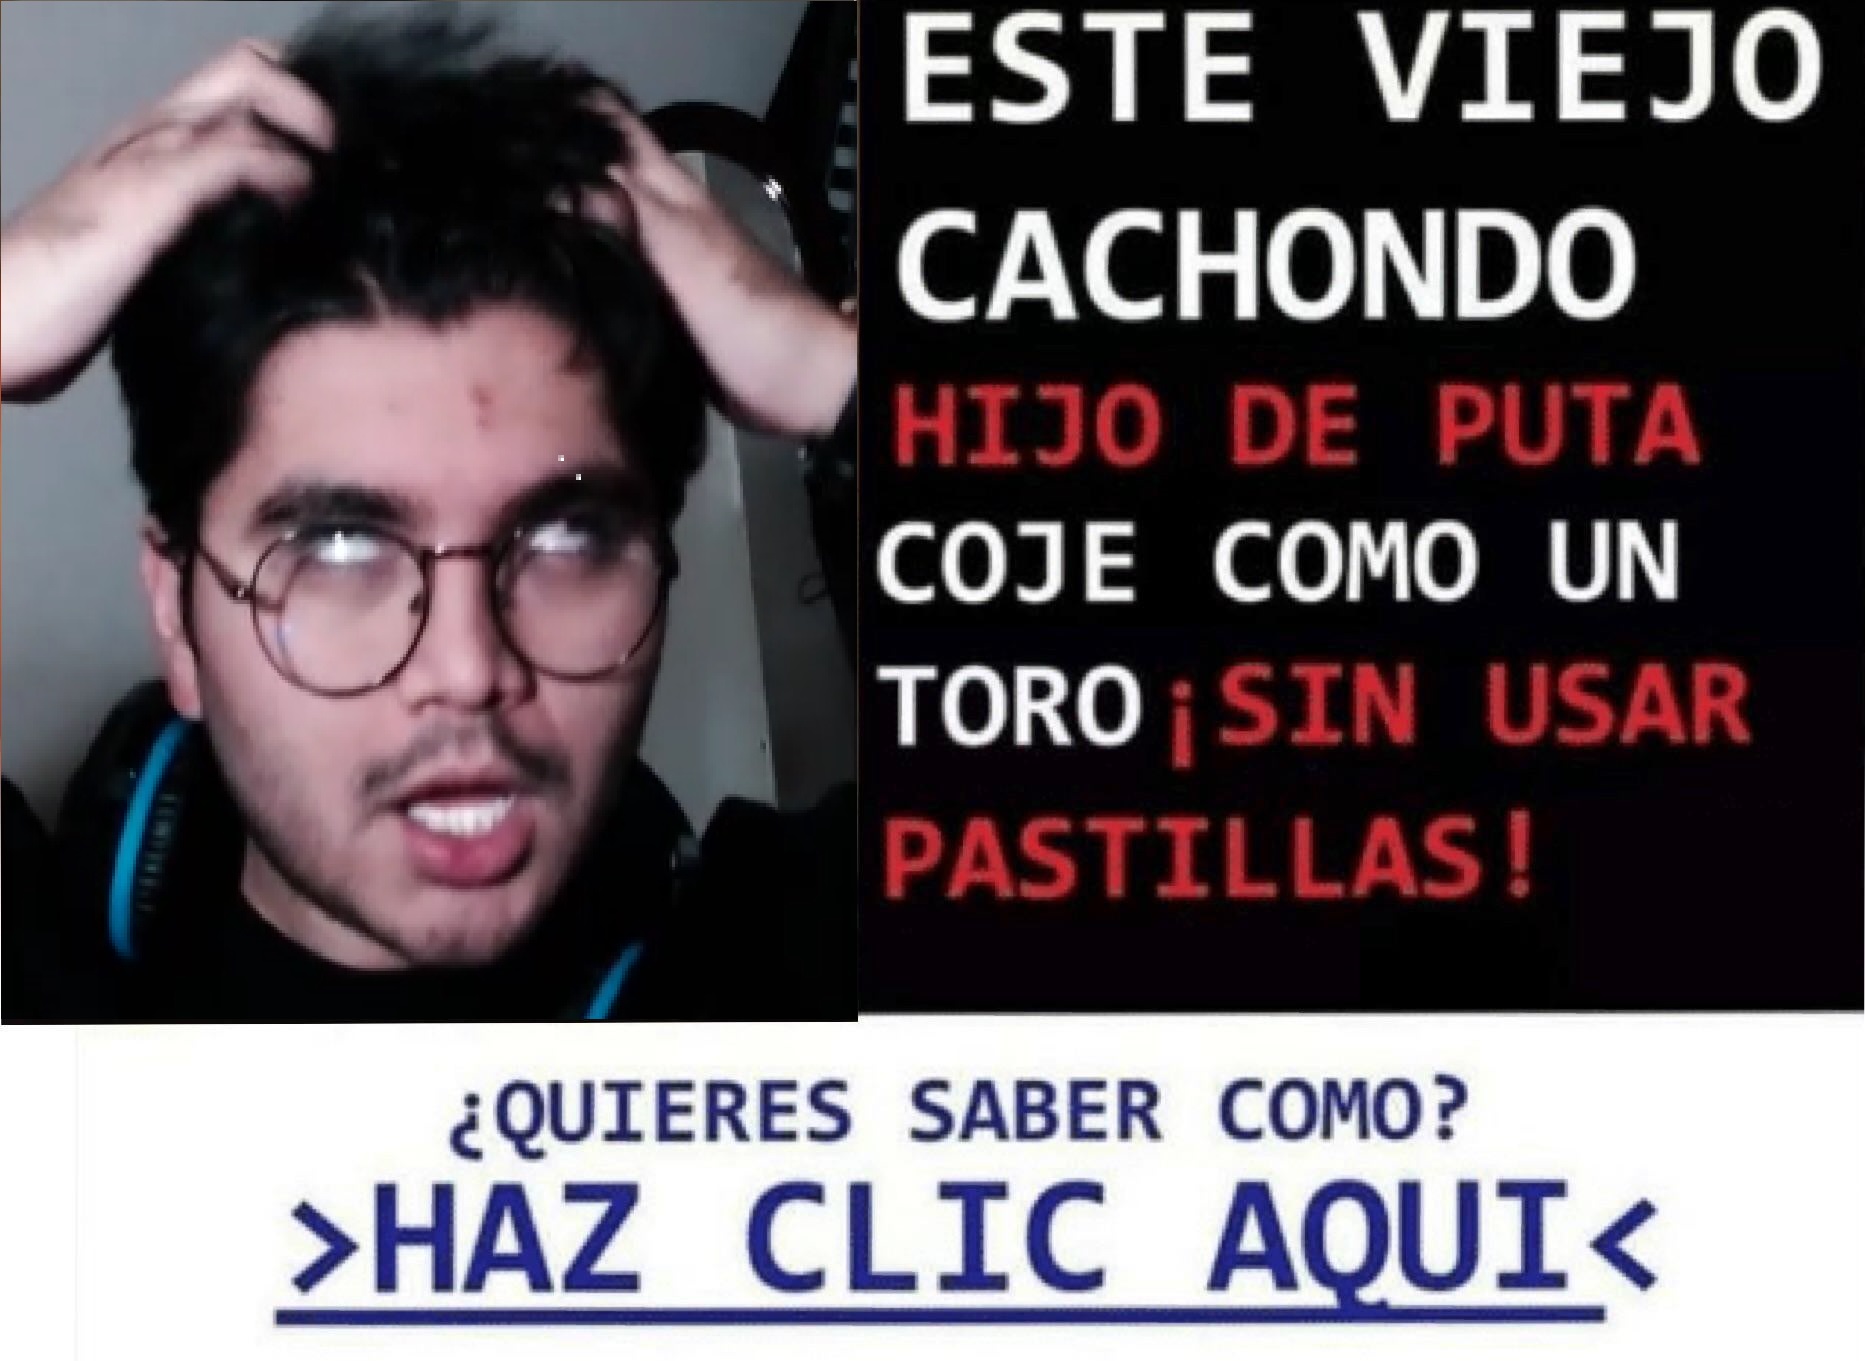 ESTE VIEJO
CACHONDO
HIJO DE PUTA
COJE COMO UN
TORO ¡SIN USAR
PASTILLAS!
¿QUIERES SABER COMO?
>HAZ CLIC AQUI<